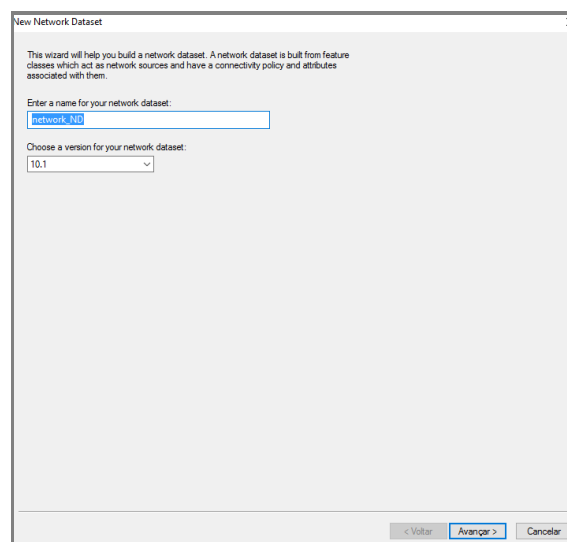 New Network Dataset
This wizard will help you build a network dataset. A network dataset is built from feature
classes which act as network sources and have a connectivity policy and attributes
associated with them.
Enter a name for your network dataset:
network_ND
Choose a version for your network dataset:
10.1
< Voltar Avançar > Cancelar